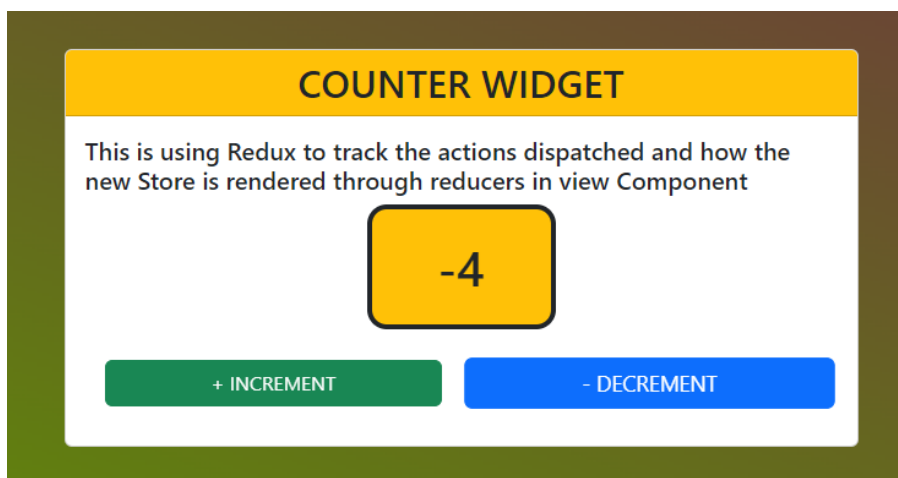 COUNTER WIDGET
This is using Redux to track the actions dispatched and how the
new Store is rendered through reducers in view Component
-4
+ INCREMENT
- DECREMENT